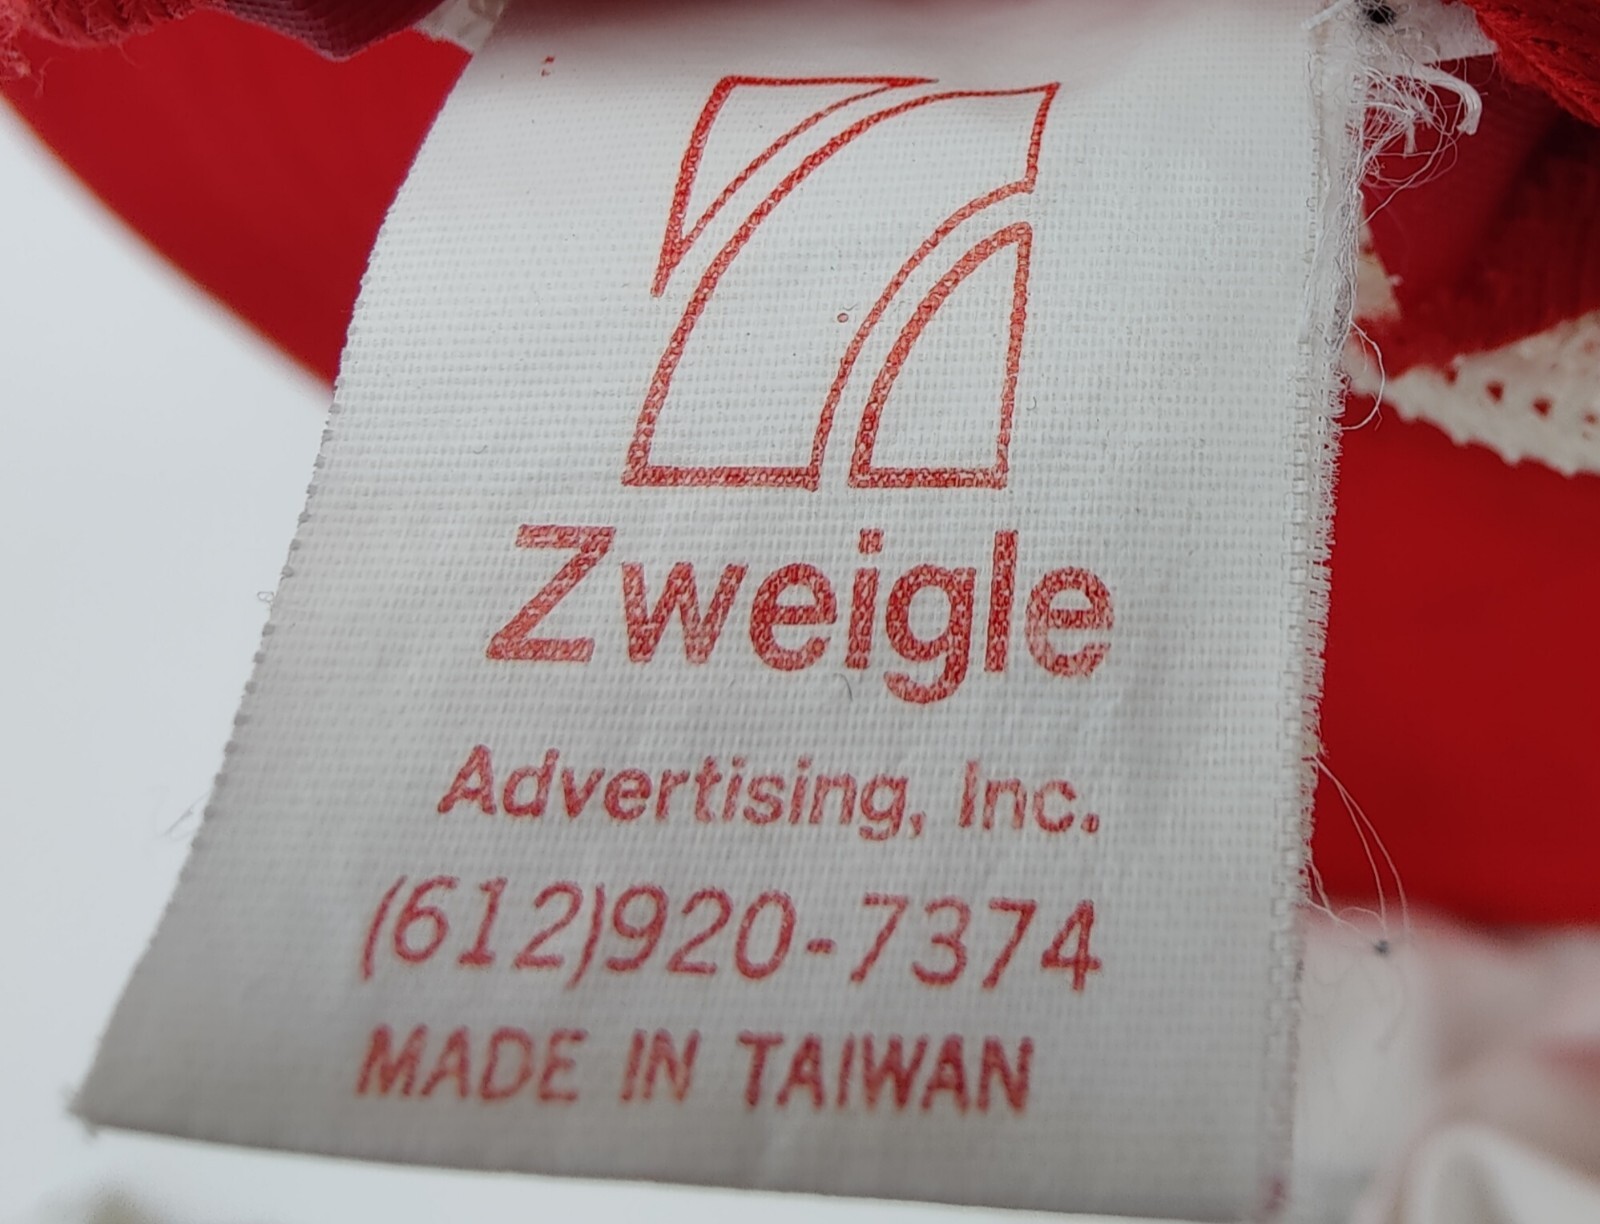 Zweigle
Advertising, Inc.
(612)920-7374
MADE IN TAIWAN